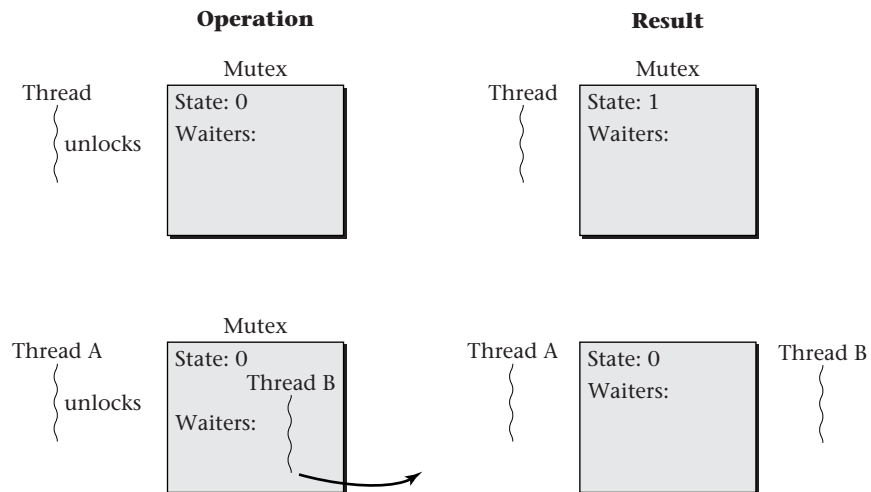 Operation
Result
Mutex
Mutex
Thread
State: 0
Thread
State: 1
Waiters:
Waiters:
unlocks
Mutex
Thread A
State: 0
Thread A
State: 0
Thread B
Thread B
Waiters:
unlocks
Waiters: